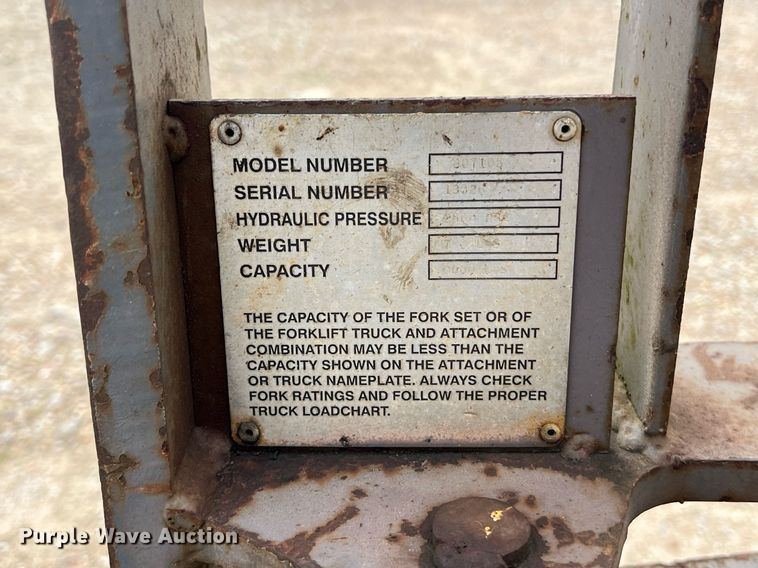 MODEL NUMBER
SERIAL NUMBER
HYDRAULIC PRESSURE
WEIGHT
CAPACITY
THE CAPACITY OF THE FORK SET OR OF
THE FORKLIFT TRUCK AND ATTACHMENT
COMBINATION MAY BE LESS THAN THE
CAPACITY SHOWN ON THE ATTACHMENT
OR TRUCK NAMEPLATE. ALWAYS CHECK
FORK RATINGS AND FOLLOW THE PROPER
TRUCK LOADCHART.
Purple Wave Auction